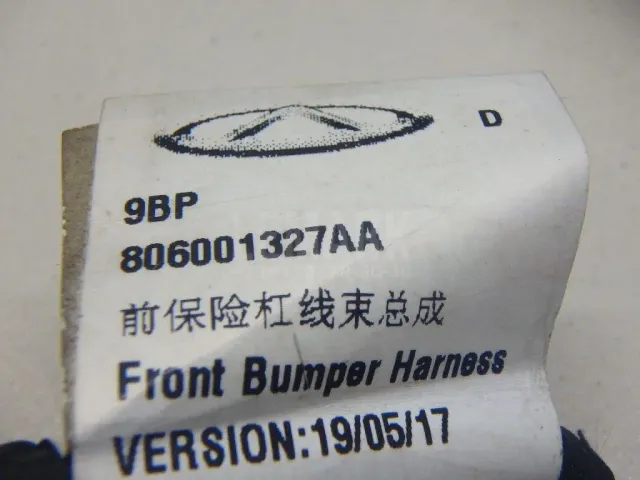 D
9BP
806001327AA
前保险杠线束总成
Front Bumper Harness
VERSION:19/05/17